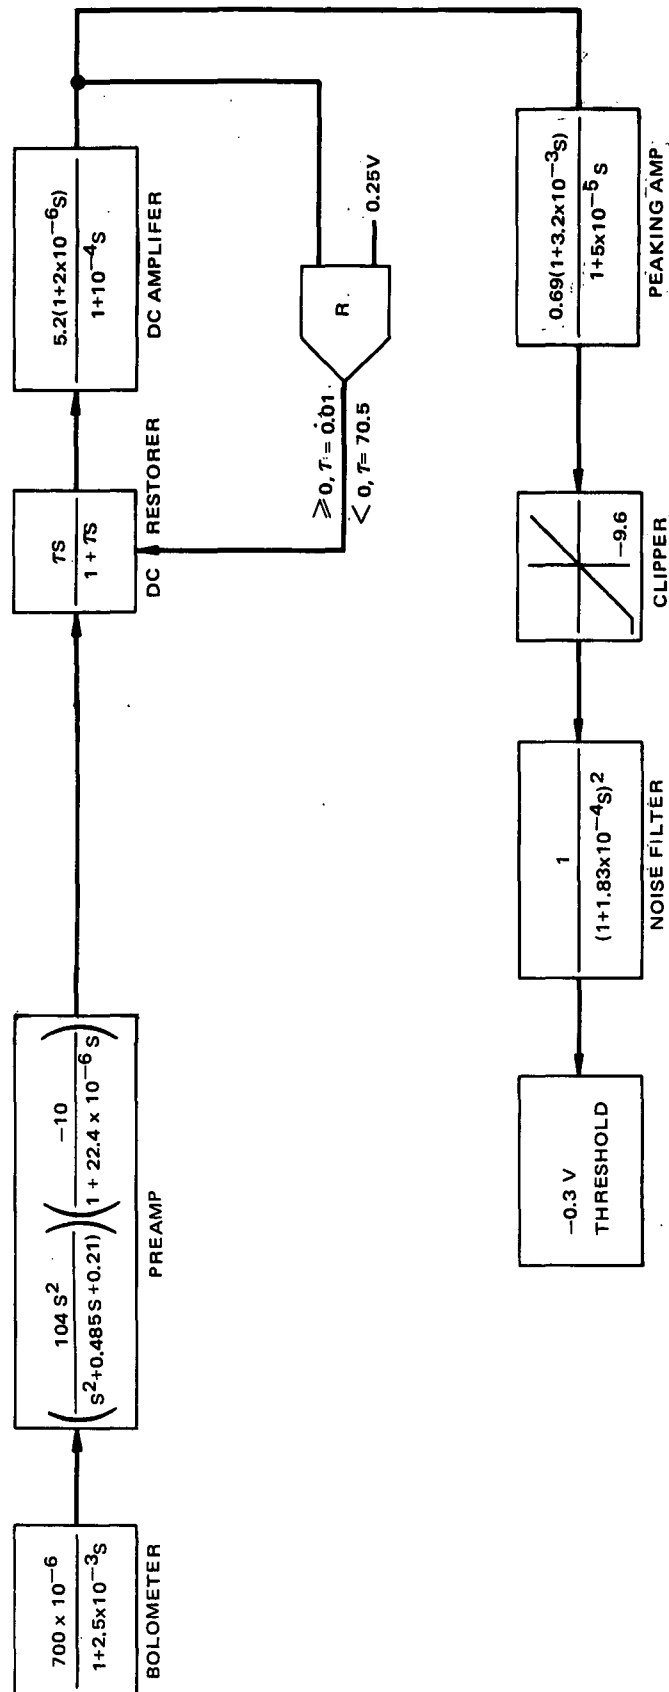 700 x 10−6
1+2.5x10−3S
BOLOMETER
104 S2
(S2+0.485S+0.21)
−10
1 + 22.4 x 10−6 S
PREAMP
τS
1 + τS
DC RESTORER
5.2(1+2x10−6S)
1+10−4S
DC AMPLIFER
R
0.25V
⩾0, τ = 0.01
< 0, τ = 70.5
0.69(1+3.2x10−3S)
1+5x10−5 S
PEAKING AMP
−9.6
CLIPPER
1
(1+1.83x10−4S)2
NOISE FILTER
−0.3 V
THRESHOLD